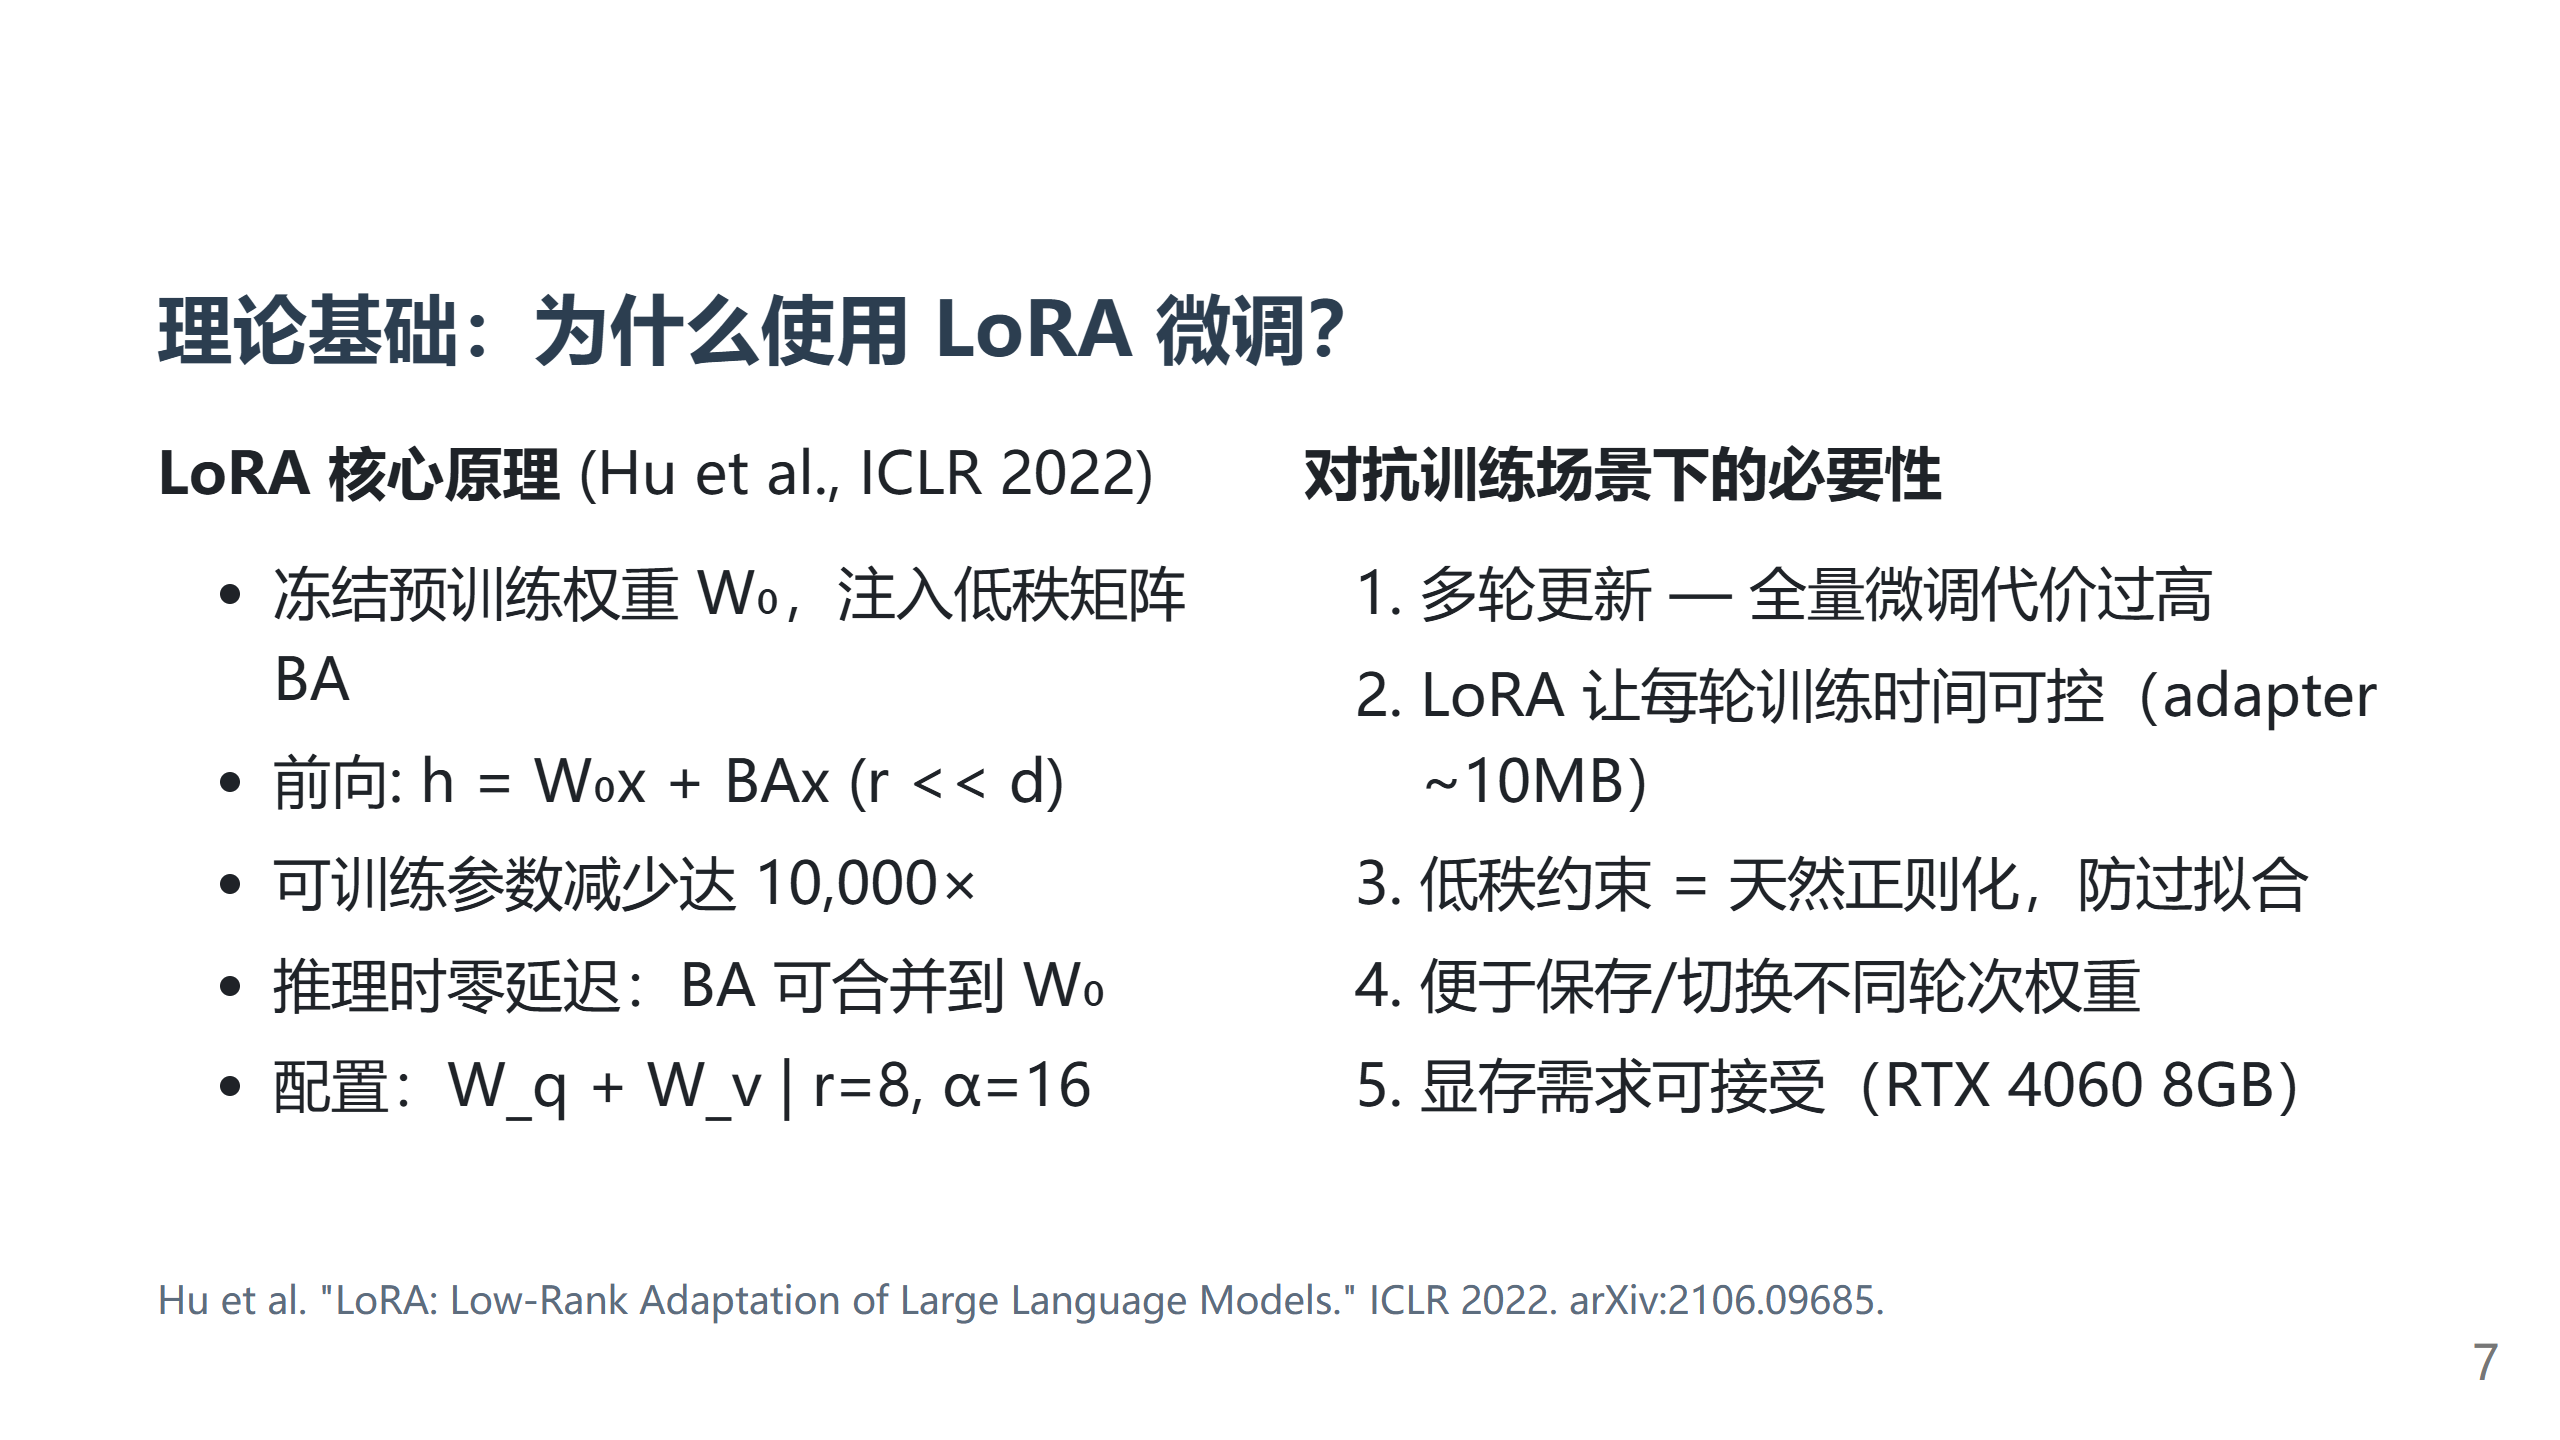 理论基础：为什么使用 LoRA 微调？
LoRA 核心原理 (Hu et al., ICLR 2022)
• 冻结预训练权重 W₀，注入低秩矩阵
BA
• 前向: h = W₀x + BAx (r << d)
• 可训练参数减少达 10,000×
• 推理时零延迟：BA 可合并到 W₀
• 配置：W_q + W_v | r=8, α=16
对抗训练场景下的必要性
1. 多轮更新 — 全量微调代价过高
2. LoRA 让每轮训练时间可控（adapter
~10MB）
3. 低秩约束 = 天然正则化，防过拟合
4. 便于保存/切换不同轮次权重
5. 显存需求可接受（RTX 4060 8GB）
Hu et al. "LoRA: Low-Rank Adaptation of Large Language Models." ICLR 2022. arXiv:2106.09685.
7